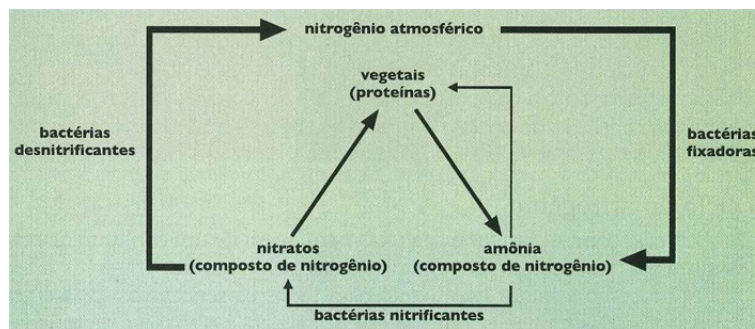 nitrogênio atmosférico
vegetais
(proteínas)
bactérias
desnitrificantes
bactérias
fixadoras
nitratos
(composto de nitrogênio)
amônia
(composto de nitrogênio)
bactérias nitrificantes